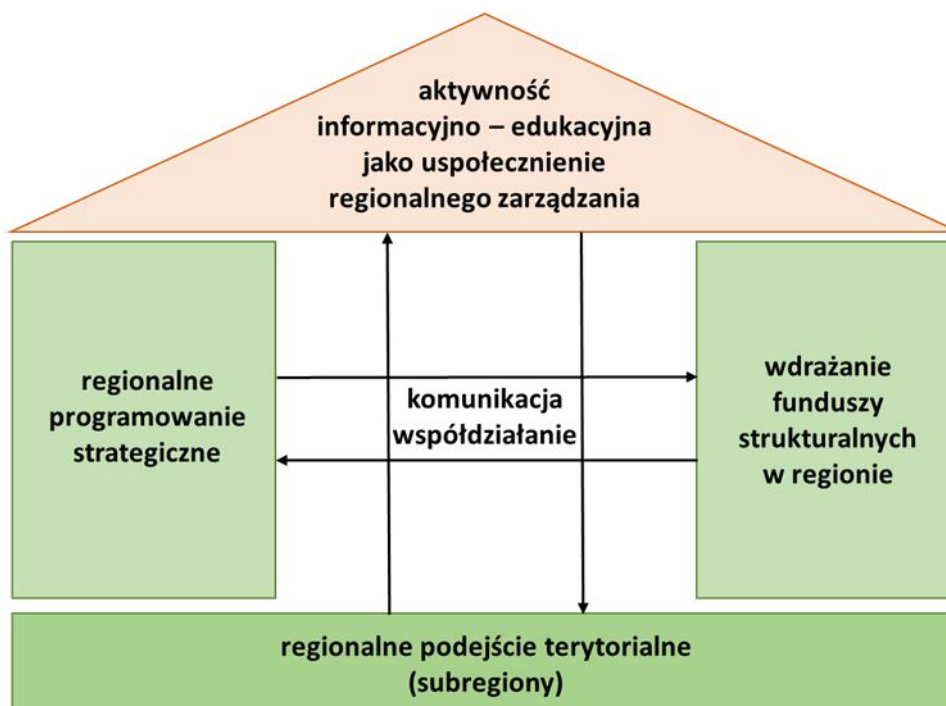 aktywność
informacyjno – edukacyjna
jako uspołecznienie
regionalnego zarządzania
regionalne
programowanie
strategiczne
komunikacja
współdziałanie
wdrażanie
funduszy
strukturalnych
w regionie
regionalne podejście terytorialne
(subregiony)